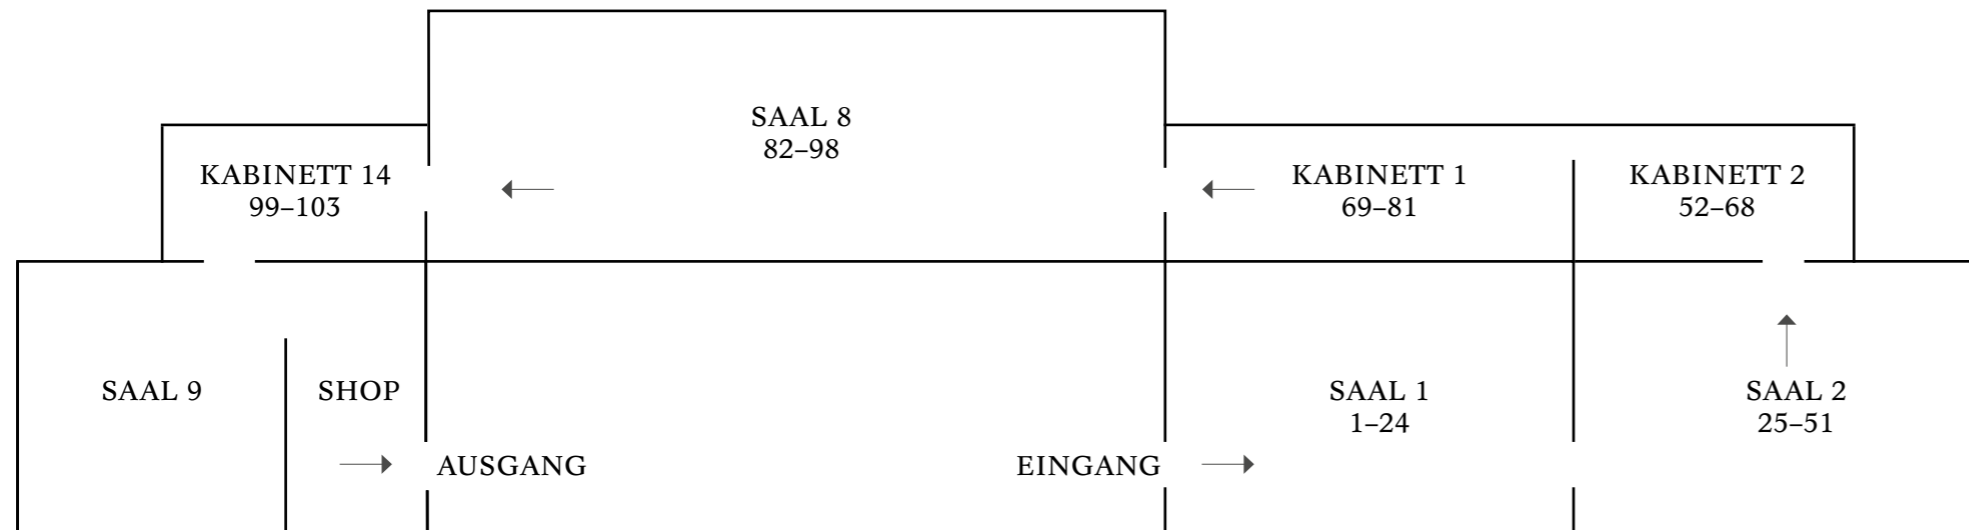 SAAL 8
82–98
KABINETT 14
99–103
KABINETT 1
69–81
KABINETT 2
52–68
SAAL 9
SHOP
SAAL 1
1–24
SAAL 2
25–51
AUSGANG
EINGANG